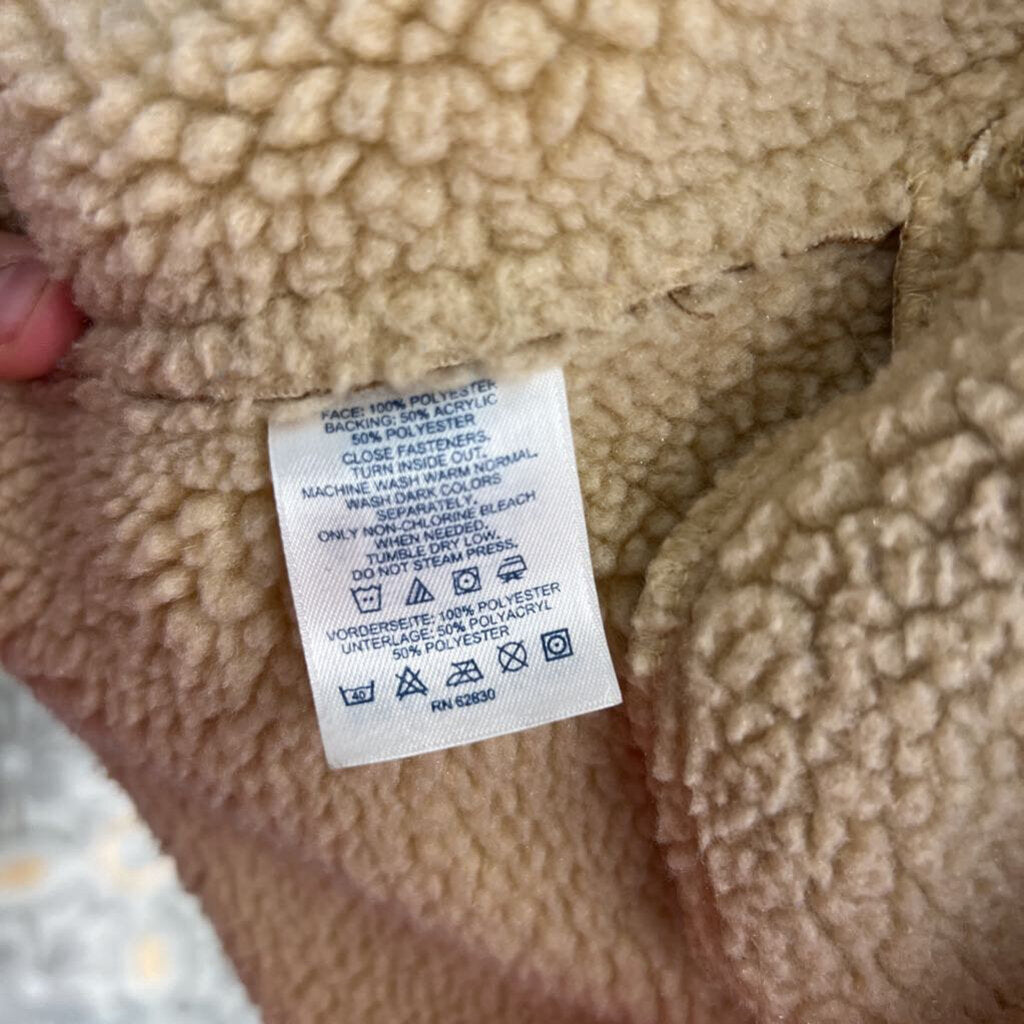 FACE: 100% POLYESTER
BACKING: 50% ACRYLIC
50% POLYESTER
CLOSE FASTENERS.
TURN INSIDE OUT.
MACHINE WASH WARM NORMAL.
WASH DARK COLORS
SEPARATELY.
ONLY NON-CHLORINE BLEACH
WHEN NEEDED.
TUMBLE DRY LOW.
DO NOT STEAM PRESS.
VORDERSEITE: 100% POLYESTER
UNTERLAGE: 50% POLYACRYL
50% POLYESTER
40
RN 62830